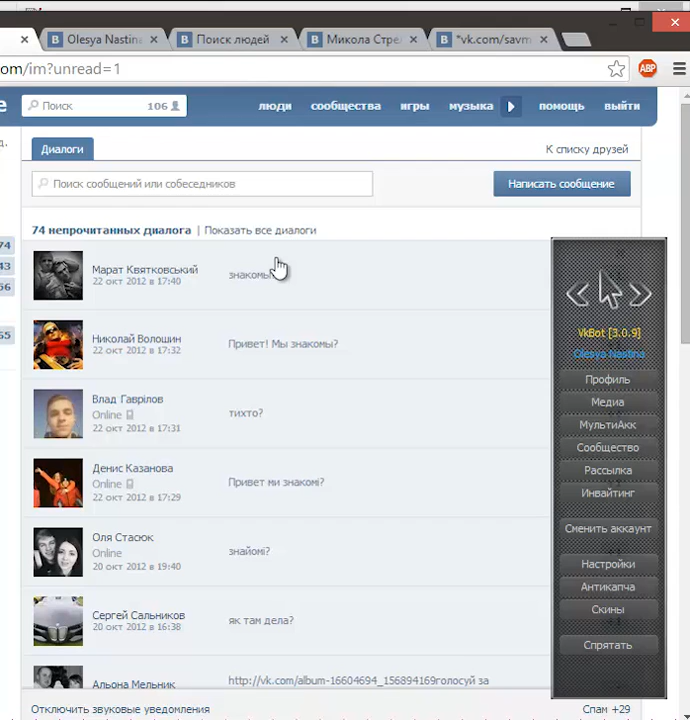 Olesya Nastina
Поиск людей
Микола Стре
"vk.com/savm
om/im?unread=1
ABP
е
Поиск
106
люди
сообщества
игры
музыка
помощь
выйти
д.
Диалоги
К списку друзей
Поиск сообщений или собеседников
Написать сообщение
74 непрочитанных диалога | Показать все диалоги
74
43
56
55
Марат Квятковський
22 окт 2012 в 17:40
знакомы
Николай Волошин
22 окт 2012 в 17:32
Привет! Мы знакомы?
Влад Гаврілов
Online
22 окт 2012 в 17:31
тихто?
Денис Казанова
Online
22 окт 2012 в 17:29
Привет ми знакомі?
Оля Стасюк
Online
20 окт 2012 в 19:40
знайомі?
Сергей Сальников
20 окт 2012 в 16:38
як там дела?
Альона Мельник
http://vk.com/album-16604694_156894169голосуй за
Отключить звуковые уведомления
Спам +29
VkBot [3.0.9]
Olesya Nastina
Профиль
Медиа
МультиАкк
Сообщество
Рассылка
Инвайтинг
Сменить аккаунт
Настройки
Антикапча
Скины
Спрятать